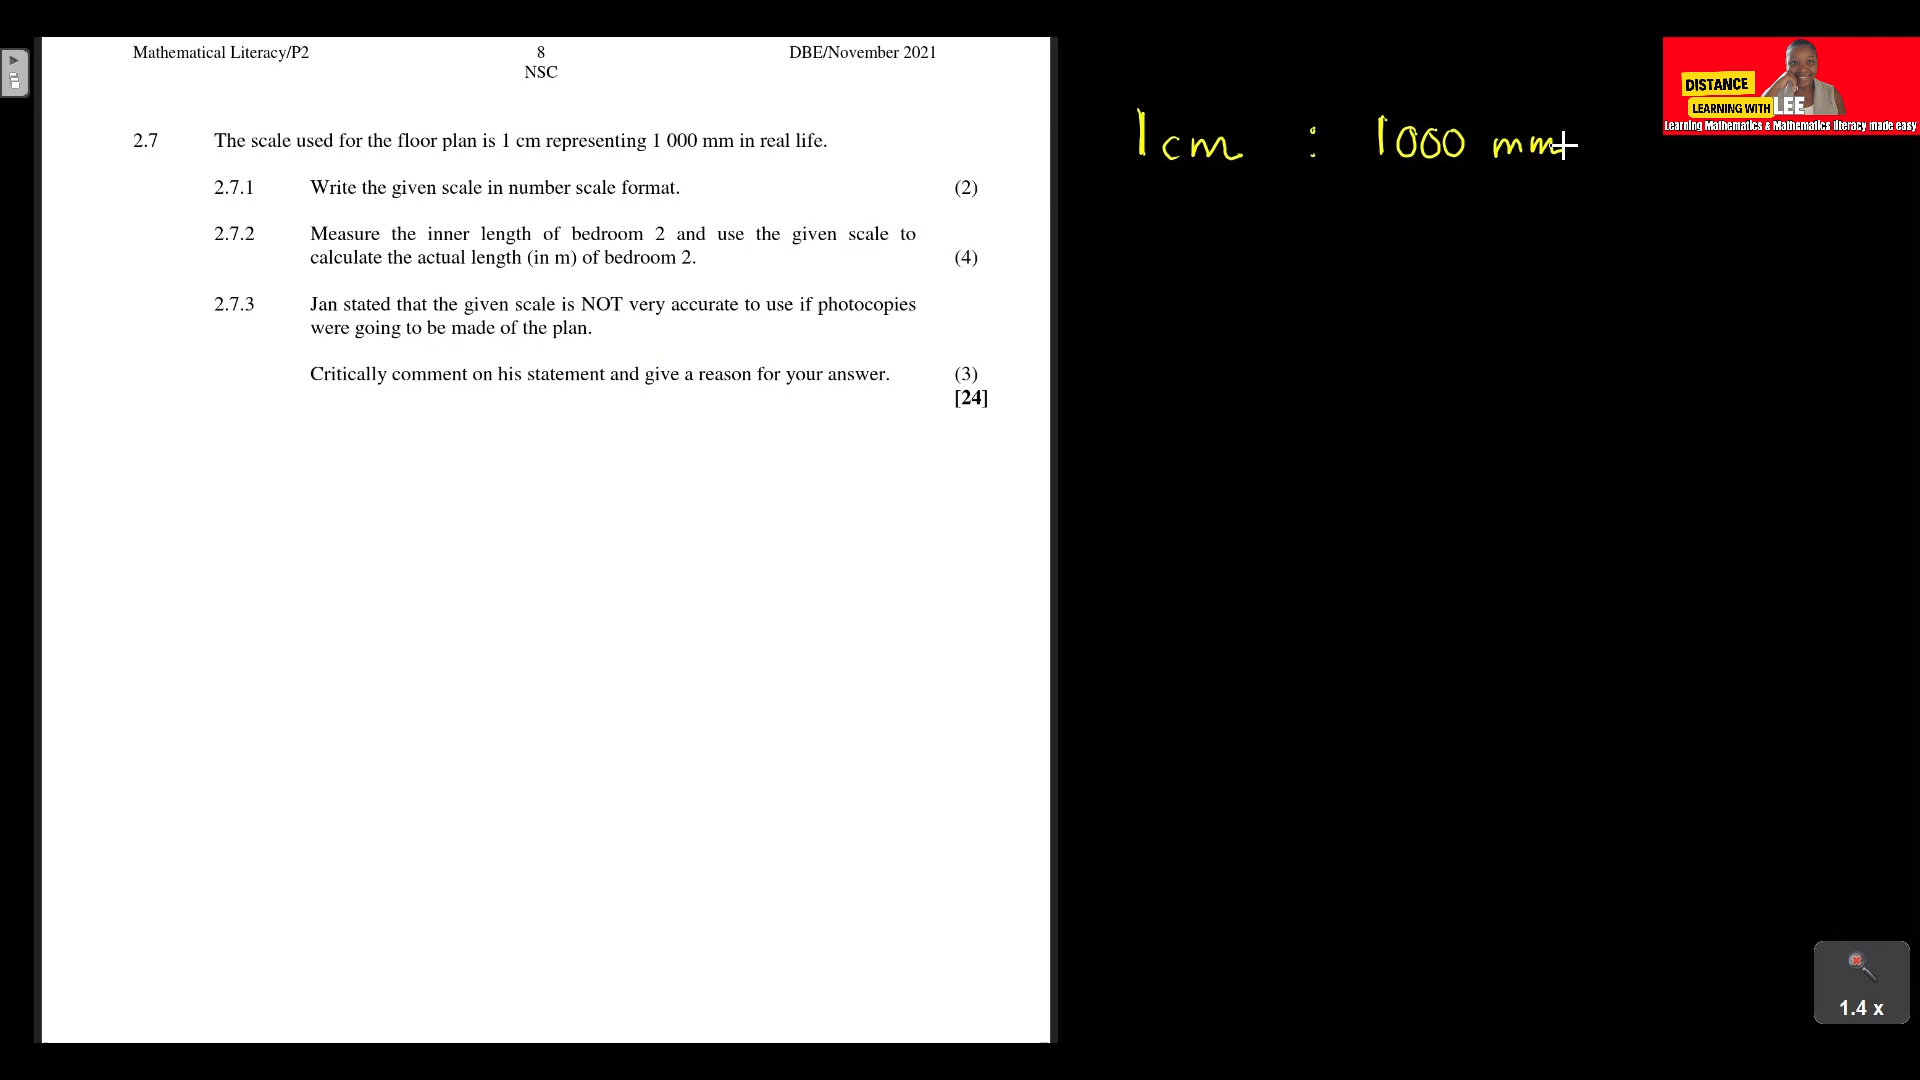 Mathematical Literacy/P2 8 DBE/November 2021
NSC
2.7 The scale used for the floor plan is 1 cm representing 1 000 mm in real life.
2.7.1 Write the given scale in number scale format. (2)
2.7.2 Measure the inner length of bedroom 2 and use the given scale to
calculate the actual length (in m) of bedroom 2. (4)
2.7.3 Jan stated that the given scale is NOT very accurate to use if photocopies
were going to be made of the plan.
Critically comment on his statement and give a reason for your answer. (3)
[24]
1 cm : 1000 mm
DISTANCE
LEARNING WITH LEE
Learning Mathematics & Mathematics literacy made easy
1.4 x